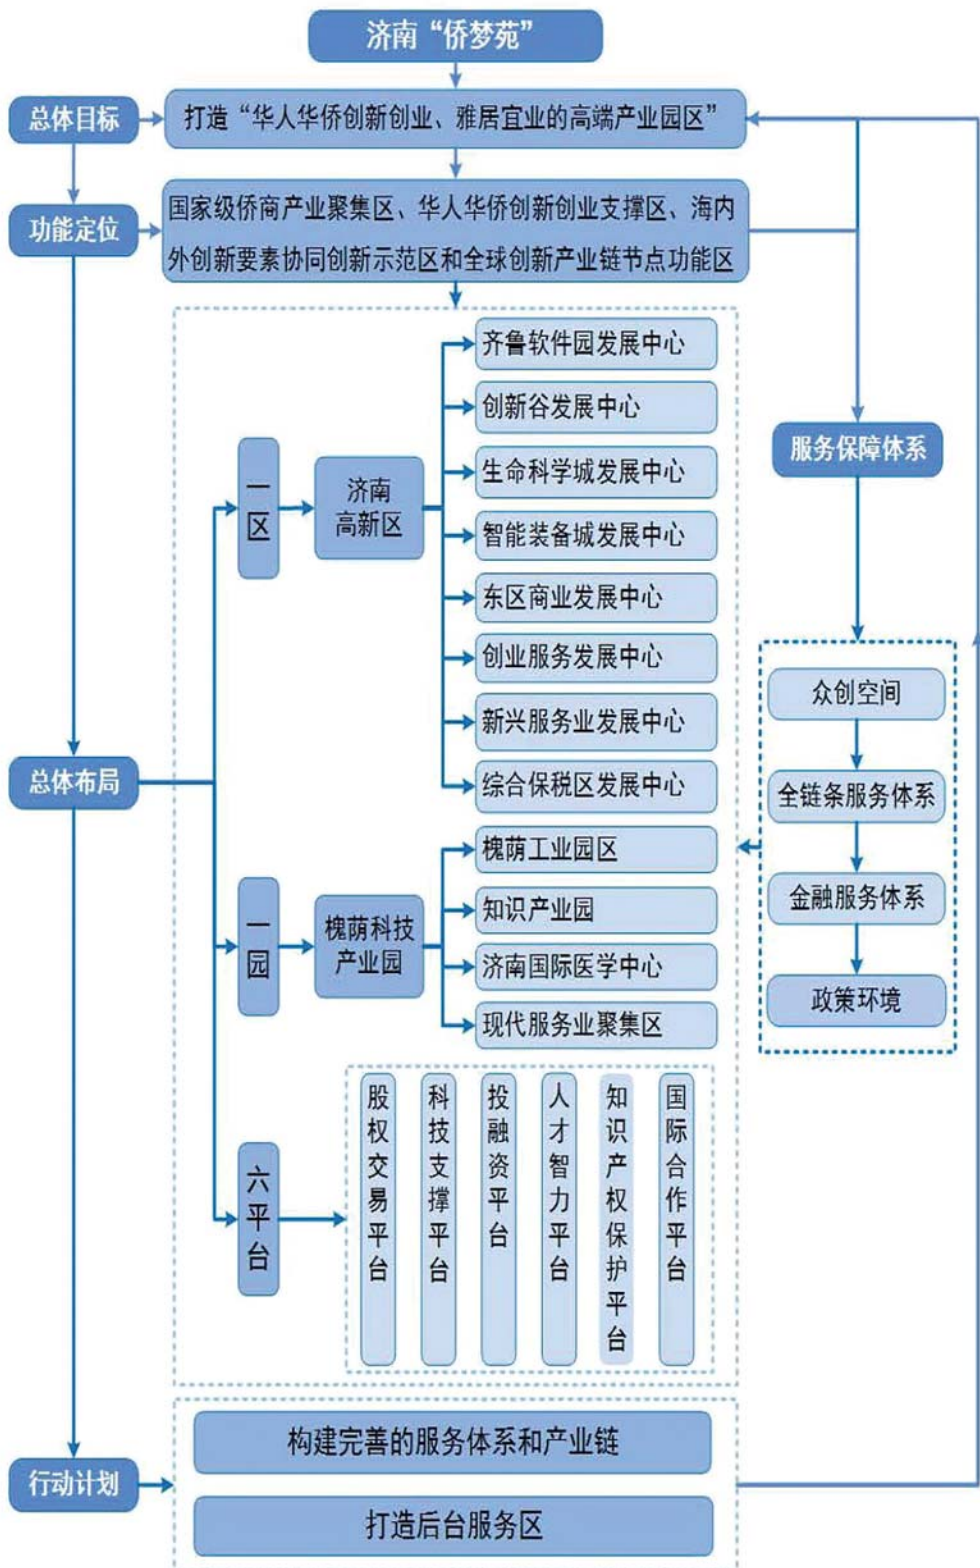 济南“侨梦苑”
总体目标
打造“华人华侨创新创业、雅居宜业的高端产业园区”
功能定位
国家级侨商产业聚集区、华人华侨创新创业支撑区、海内
外创新要素协同创新示范区和全球创新产业链节点功能区
总体布局
一区
济南
高新区
齐鲁软件园发展中心
创新谷发展中心
生命科学城发展中心
智能装备城发展中心
东区商业发展中心
创业服务发展中心
新兴服务业发展中心
综合保税区发展中心
一园
槐荫科技
产业园
槐荫工业园区
知识产业园
济南国际医学中心
现代服务业聚集区
六平台
股权交易平台
科技支撑平台
投融资平台
人才智力平台
知识产权保护平台
国际合作平台
服务保障体系
众创空间
全链条服务体系
金融服务体系
政策环境
行动计划
构建完善的服务体系和产业链
打造后台服务区